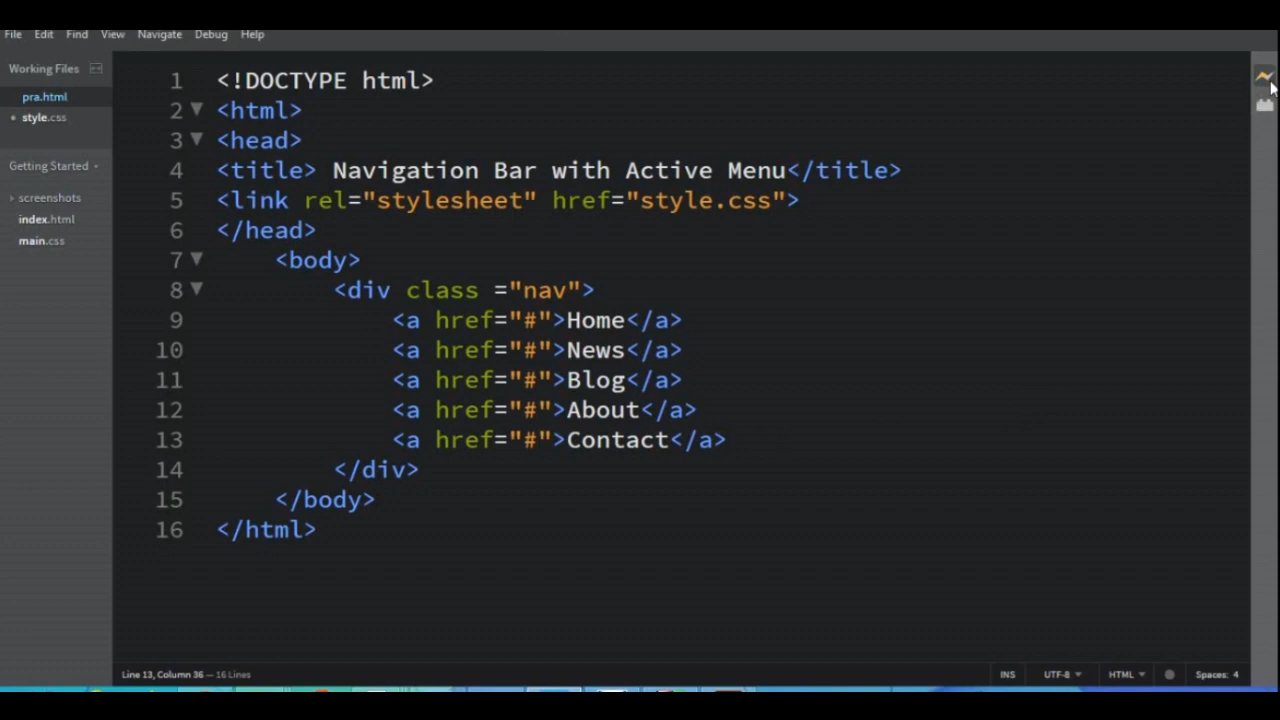 File Edit Find View Navigate Debug Help
Working Files
pra.html
style.css
Getting Started
screenshots
index.html
main.css
1 <!DOCTYPE html>
2 <html>
3 <head>
4 <title> Navigation Bar with Active Menu</title>
5 <link rel="stylesheet" href="style.css">
6 </head>
7 <body>
8 <div class ="nav">
9 <a href="#">Home</a>
10 <a href="#">News</a>
11 <a href="#">Blog</a>
12 <a href="#">About</a>
13 <a href="#">Contact</a>
14 </div>
15 </body>
16 </html>
Line 13, Column 36 — 16 Lines INS UTF-8 HTML Spaces: 4